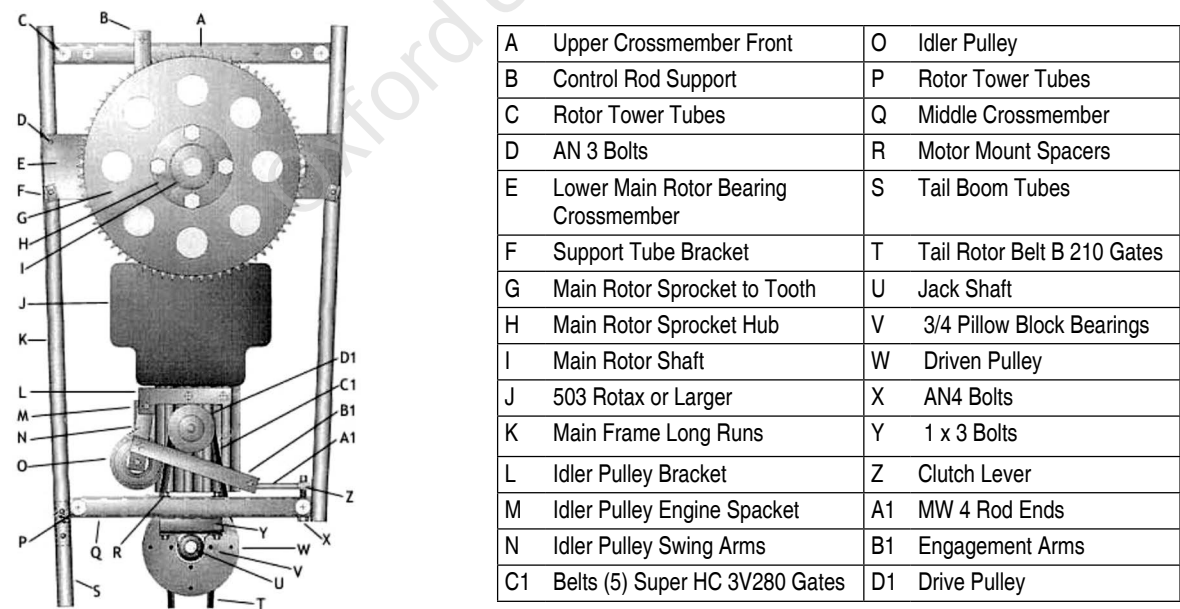 C
B
A
D
E
F
G
H
I
J
K
L
M
N
O
P
Q
R
S
T
U
V
W
X
Y
Z
A1
B1
C1
D1
A Upper Crossmember Front O Idler Pulley
B Control Rod Support P Rotor Tower Tubes
C Rotor Tower Tubes Q Middle Crossmember
D AN 3 Bolts R Motor Mount Spacers
E Lower Main Rotor Bearing S Tail Boom Tubes
Crossmember
F Support Tube Bracket T Tail Rotor Belt B 210 Gates
G Main Rotor Sprocket to Tooth U Jack Shaft
H Main Rotor Sprocket Hub V 3/4 Pillow Block Bearings
I Main Rotor Shaft W Driven Pulley
J 503 Rotax or Larger X AN4 Bolts
K Main Frame Long Runs Y 1 x 3 Bolts
L Idler Pulley Bracket Z Clutch Lever
M Idler Pulley Engine Spacket A1 MW 4 Rod Ends
N Idler Pulley Swing Arms B1 Engagement Arms
C1 Belts (5) Super HC 3V280 Gates D1 Drive Pulley